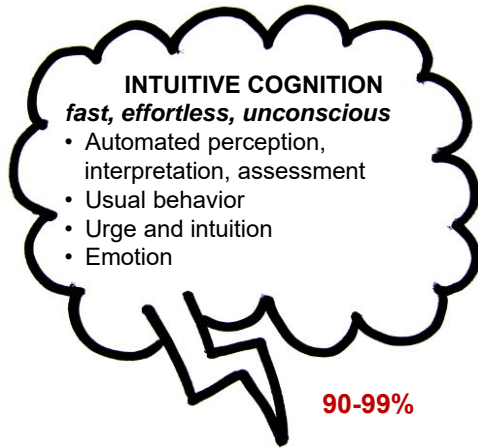 INTUITIVE COGNITION
fast, effortless, unconscious
• Automated perception,
interpretation, assessment
• Usual behavior
• Urge and intuition
• Emotion
90-99%